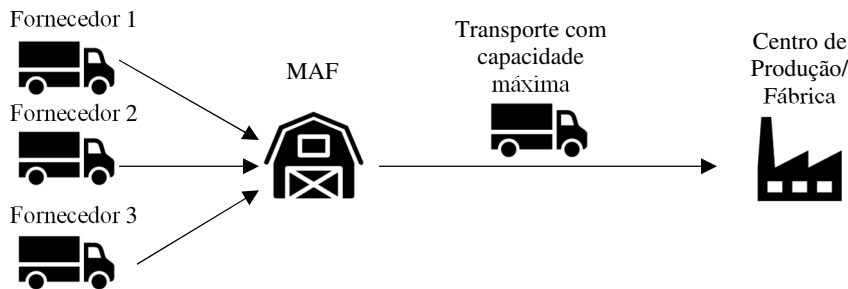 Fornecedor 1
Fornecedor 2
Fornecedor 3
MAF
Transporte com
capacidade
máxima
Centro de
Produção/
Fábrica